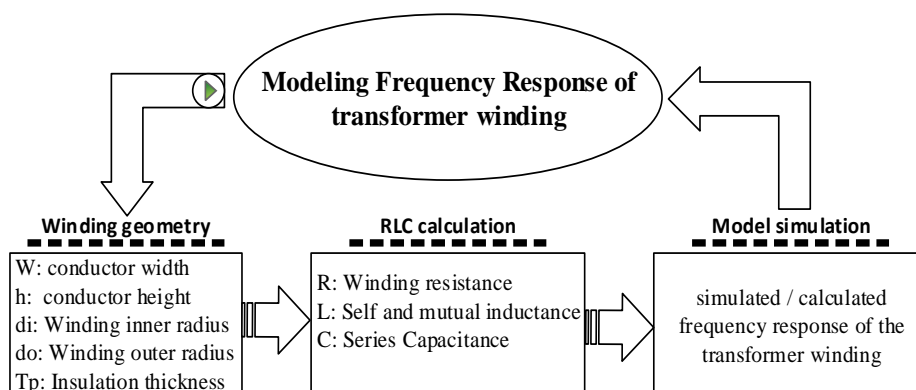 Modeling Frequency Response of
transformer winding
Winding geometry
W: conductor width
h: conductor height
di: Winding inner radius
do: Winding outer radius
Tp: Insulation thickness
RLC calculation
R: Winding resistance
L: Self and mutual inductance
C: Series Capacitance
Model simulation
simulated / calculated
frequency response of the
transformer winding